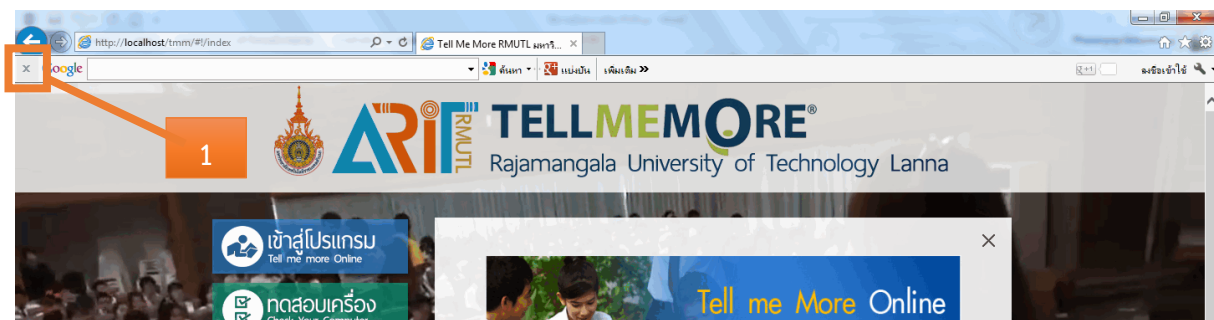 http://localhost/tmm/#!/index
Tell Me More RMUTL มหาวิ...
x Google
ค้นหา
แบ่งปัน
เพิ่มเติม »
+1
ลงชื่อเข้าใช้
1
ARiT
RMUTL
TELLMEMORE®
Rajamangala University of Technology Lanna
เข้าสู่โปรแกรม
Tell me more Online
ทดสอบเครื่อง
Check Your Computer
Tell me More Online